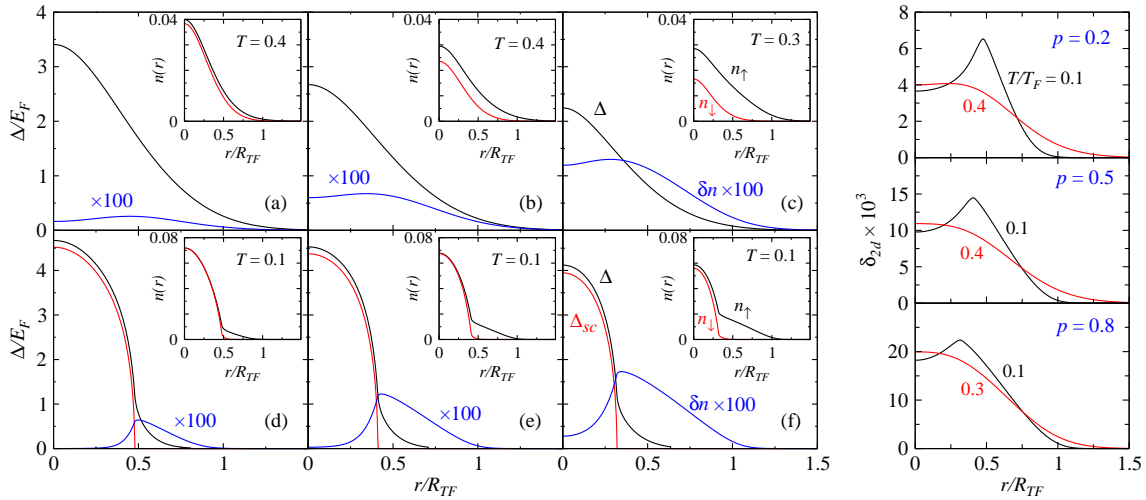 4
3
2
1
0
Δ/E_F
0.04
0
n(r)
T = 0.4
0
0.5
1
r/R_TF
×100
(a)
0.04
0
n(r)
T = 0.4
0
0.5
1
r/R_TF
×100
(b)
0.04
0
n(r)
T = 0.3
n↑
n↓
0
0.5
1
r/R_TF
Δ
δn ×100
(c)
4
3
2
1
0
Δ/E_F
0.08
0
n(r)
T = 0.1
0
0.5
1
r/R_TF
×100
(d)
0
0.5
1
r/R_TF
0.08
0
n(r)
T = 0.1
0
0.5
1
r/R_TF
×100
(e)
0
0.5
1
r/R_TF
0.08
0
n(r)
T = 0.1
n↑
n↓
0
0.5
1
r/R_TF
Δ
Δ_sc
δn ×100
(f)
0
0.5
1
1.5
r/R_TF
8
6
4
2
0
p = 0.2
T/T_F = 0.1
0.4
15
10
5
0
p = 0.5
0.1
0.4
δ_2d × 10³
20
10
0
p = 0.8
0.1
0.3
0
0.5
1
1.5
r/R_TF